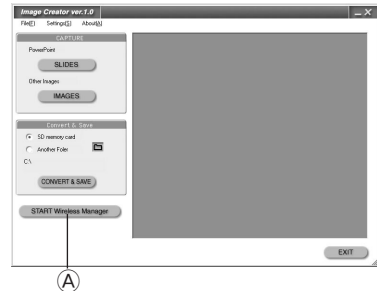 Image Creator ver.1.0
File[F] Settings[S] About[A]
CAPTURE
PowerPoint
SLIDES
Other Images
IMAGES
Convert & Save
SD memory card
Another Foler
C:\
CONVERT & SAVE
START Wireless Manager
EXIT
A